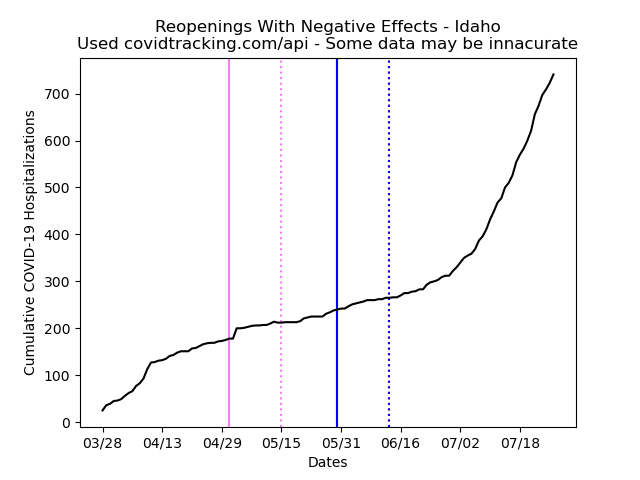 Reopenings With Negative Effects - Idaho
Used covidtracking.com/api - Some data may be innacurate
Cumulative COVID-19 Hospitalizations
700
600
500
400
300
200
100
0
03/28 04/13 04/29 05/15 05/31 06/16 07/02 07/18
Dates